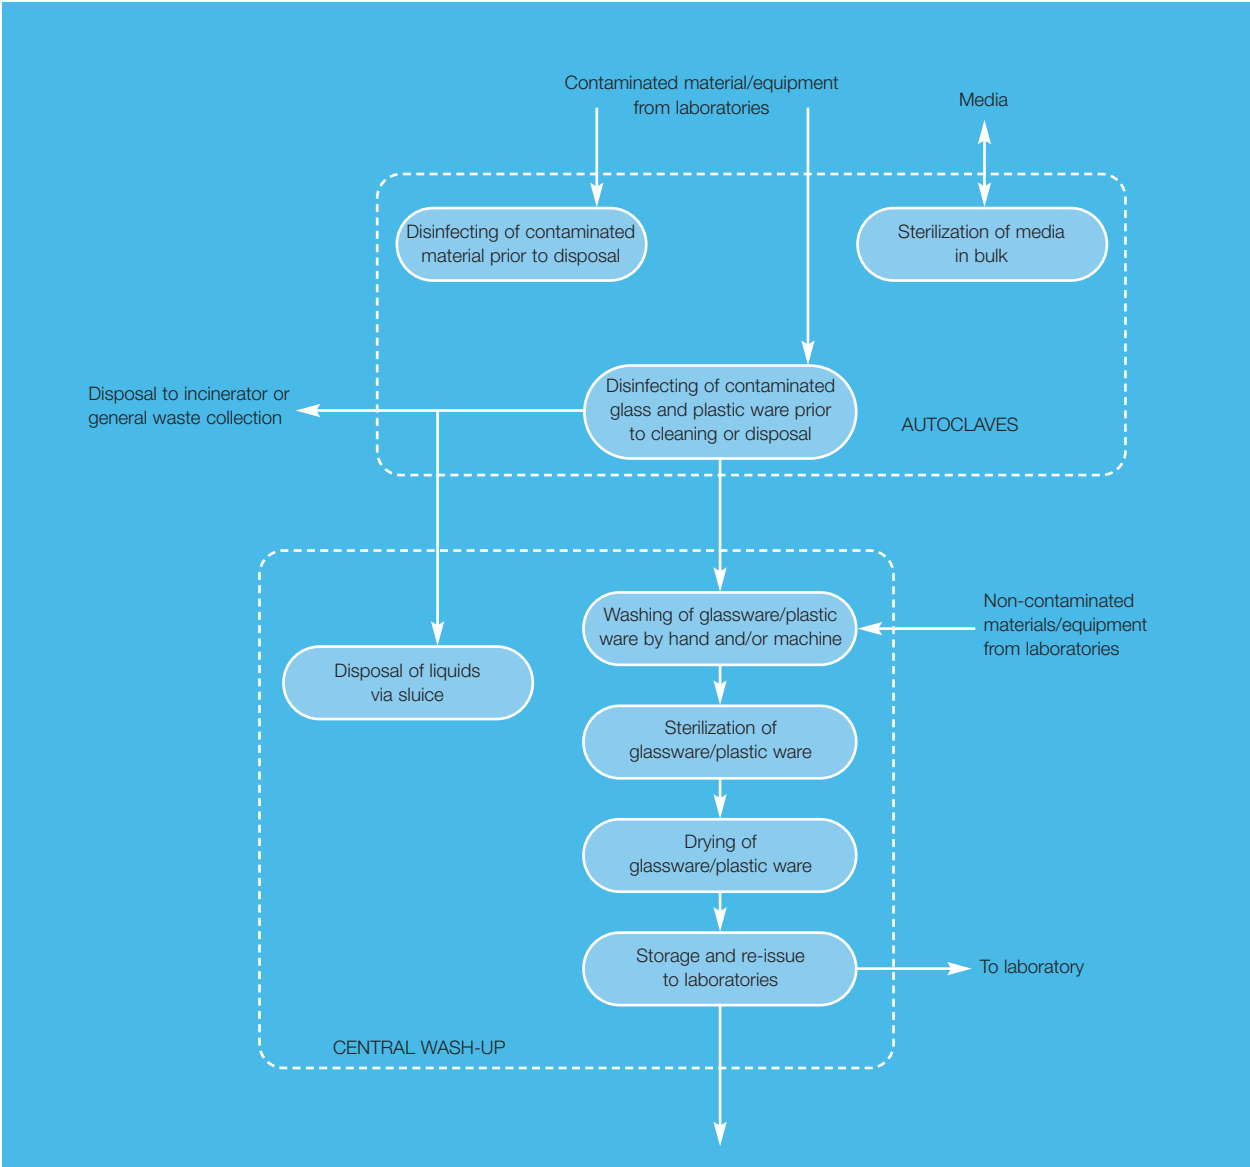 Contaminated material/equipment
from laboratories
Media
Disinfecting of contaminated
material prior to disposal
Sterilization of media
in bulk
Disposal to incinerator or
general waste collection
Disinfecting of contaminated
glass and plastic ware prior
to cleaning or disposal
AUTOCLAVES
Washing of glassware/plastic
ware by hand and/or machine
Non-contaminated
materials/equipment
from laboratories
Disposal of liquids
via sluice
Sterilization of
glassware/plastic ware
Drying of
glassware/plastic ware
Storage and re-issue
to laboratories
To laboratory
CENTRAL WASH-UP